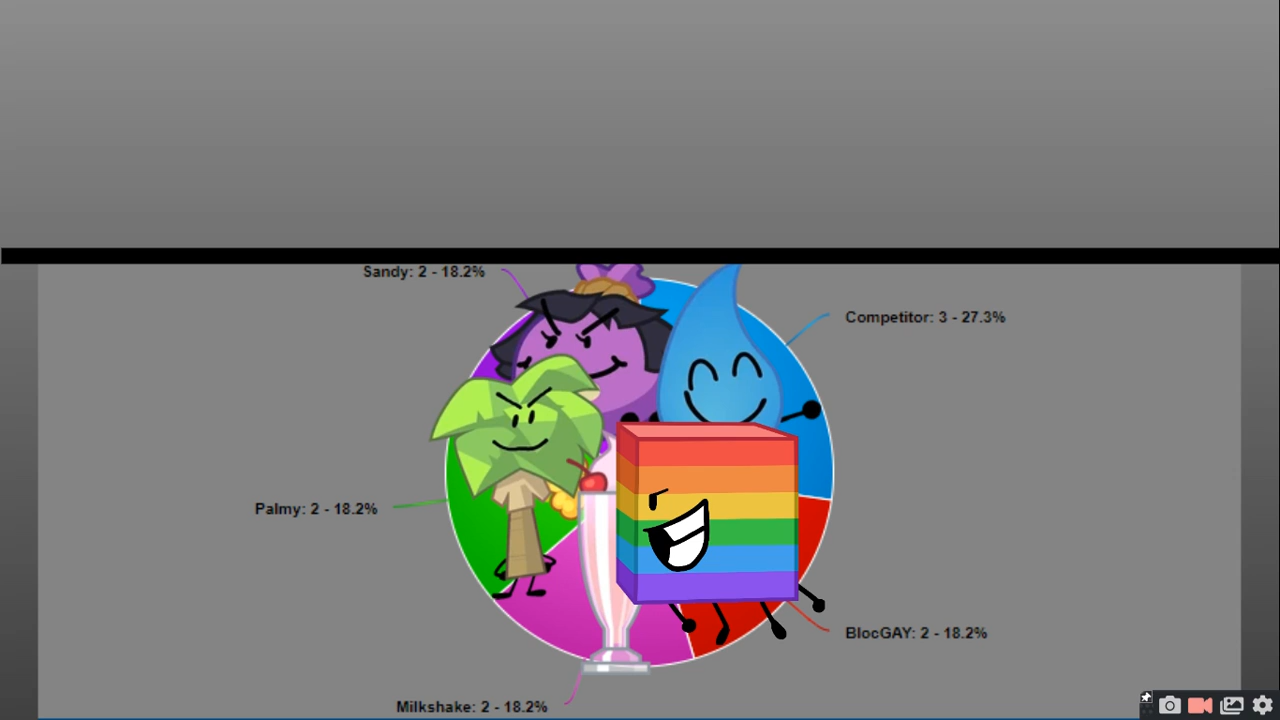 Sandy: 2 - 18.2%
Competitor: 3 - 27.3%
Palmy: 2 - 18.2%
BlocGAY: 2 - 18.2%
Milkshake: 2 - 18.2%